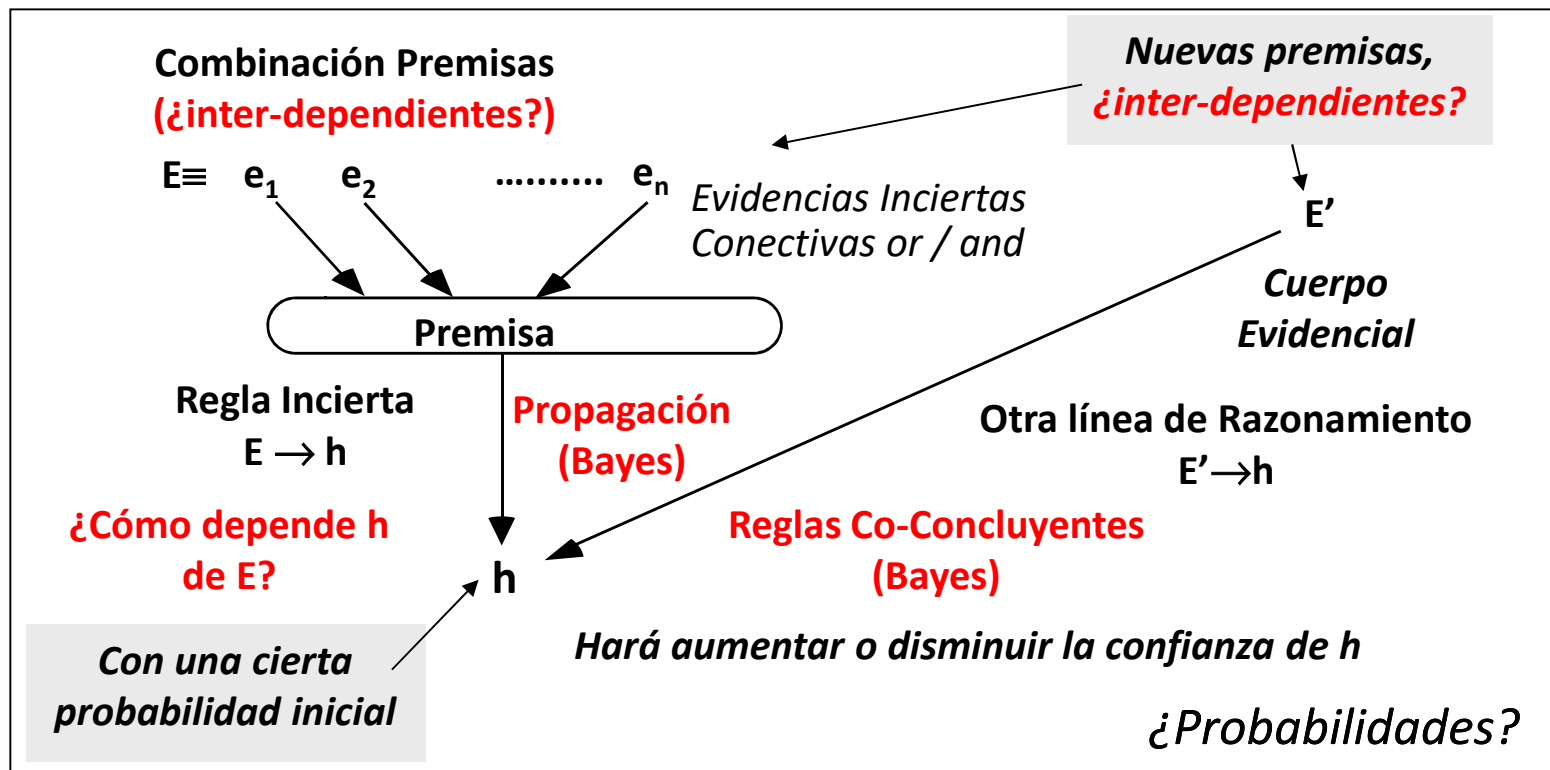 Combinación Premisas
(¿inter-dependientes?)
Nuevas premisas,
¿inter-dependientes?
E≡ e₁ e₂ .......... eₙ
Evidencias Inciertas
Conectivas or / and
E’
Cuerpo
Evidencial
Premisa
Regla Incierta
E → h
Propagación
(Bayes)
Otra línea de Razonamiento
E’→h
¿Cómo depende h
de E?
h
Reglas Co-Concluyentes
(Bayes)
Con una cierta
probabilidad inicial
Hará aumentar o disminuir la confianza de h
¿Probabilidades?